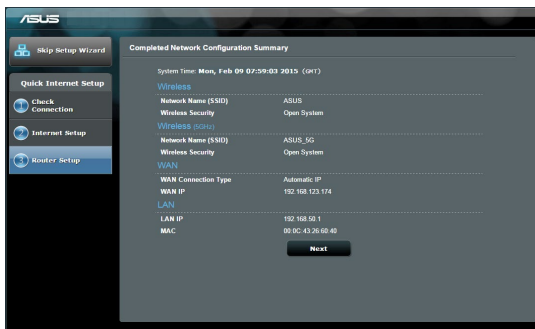 ASUS
Skip Setup Wizard
Quick Internet Setup
1 Check Connection
2 Internet Setup
3 Router Setup
Completed Network Configuration Summary
System Time: Mon, Feb 09 07:59:03 2015 (GMT)
Wireless
Network Name (SSID) ASUS
Wireless Security Open System
Wireless (5GHz)
Network Name (SSID) ASUS_5G
Wireless Security Open System
WAN
WAN Connection Type Automatic IP
WAN IP 192.168.123.174
LAN
LAN IP 192.168.50.1
MAC 00:0C:43:26:60:40
Next